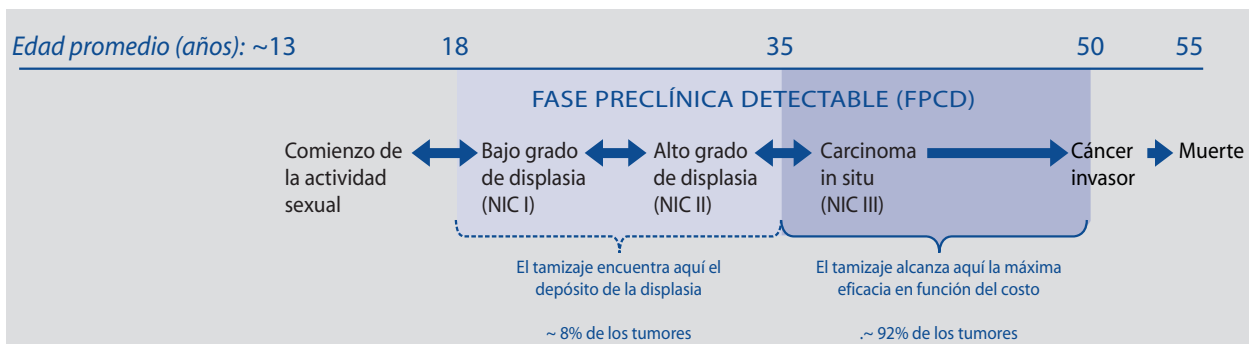 Edad promedio (años): ~13 18 35 50 55
FASE PRECLÍNICA DETECTABLE (FPCD)
Comienzo de
la actividad
sexual
Bajo grado
de displasia
(NIC I)
Alto grado
de displasia
(NIC II)
Carcinoma
in situ
(NIC III)
Cáncer
invasor
Muerte
El tamizaje encuentra aquí el
depósito de la displasia
~ 8% de los tumores
El tamizaje alcanza aquí la máxima
eficacia en función del costo
.~ 92% de los tumores